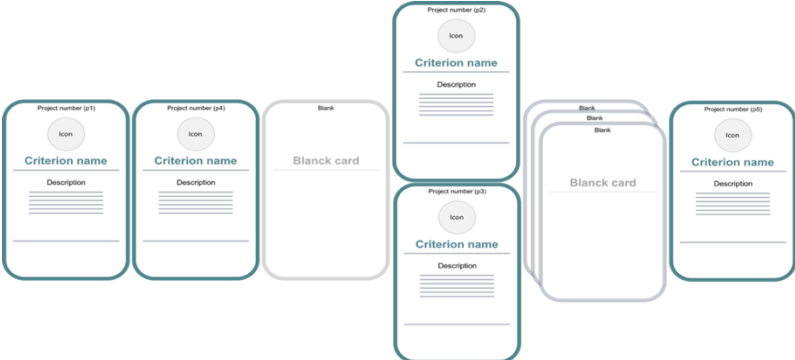 Project number (p1)
Icon
Criterion name
Description
Project number (p4)
Icon
Criterion name
Description
Blank
Blanck card
Project number (p2)
Icon
Criterion name
Description
Project number (p3)
Icon
Criterion name
Description
Blank
Blank
Blank
Blanck card
Project number (p5)
Icon
Criterion name
Description